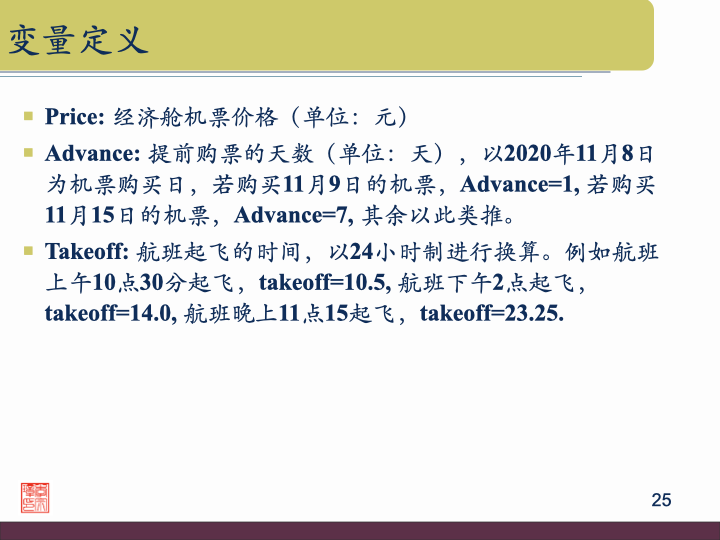 变量定义
Price: 经济舱机票价格（单位：元）
Advance: 提前购票的天数（单位：天），以2020年11月8日
为机票购买日，若购买11月9日的机票，Advance=1, 若购买
11月15日的机票，Advance=7, 其余以此类推。
Takeoff: 航班起飞的时间，以24小时制进行换算。例如航班
上午10点30分起飞，takeoff=10.5, 航班下午2点起飞，
takeoff=14.0, 航班晚上11点15起飞，takeoff=23.25.
25